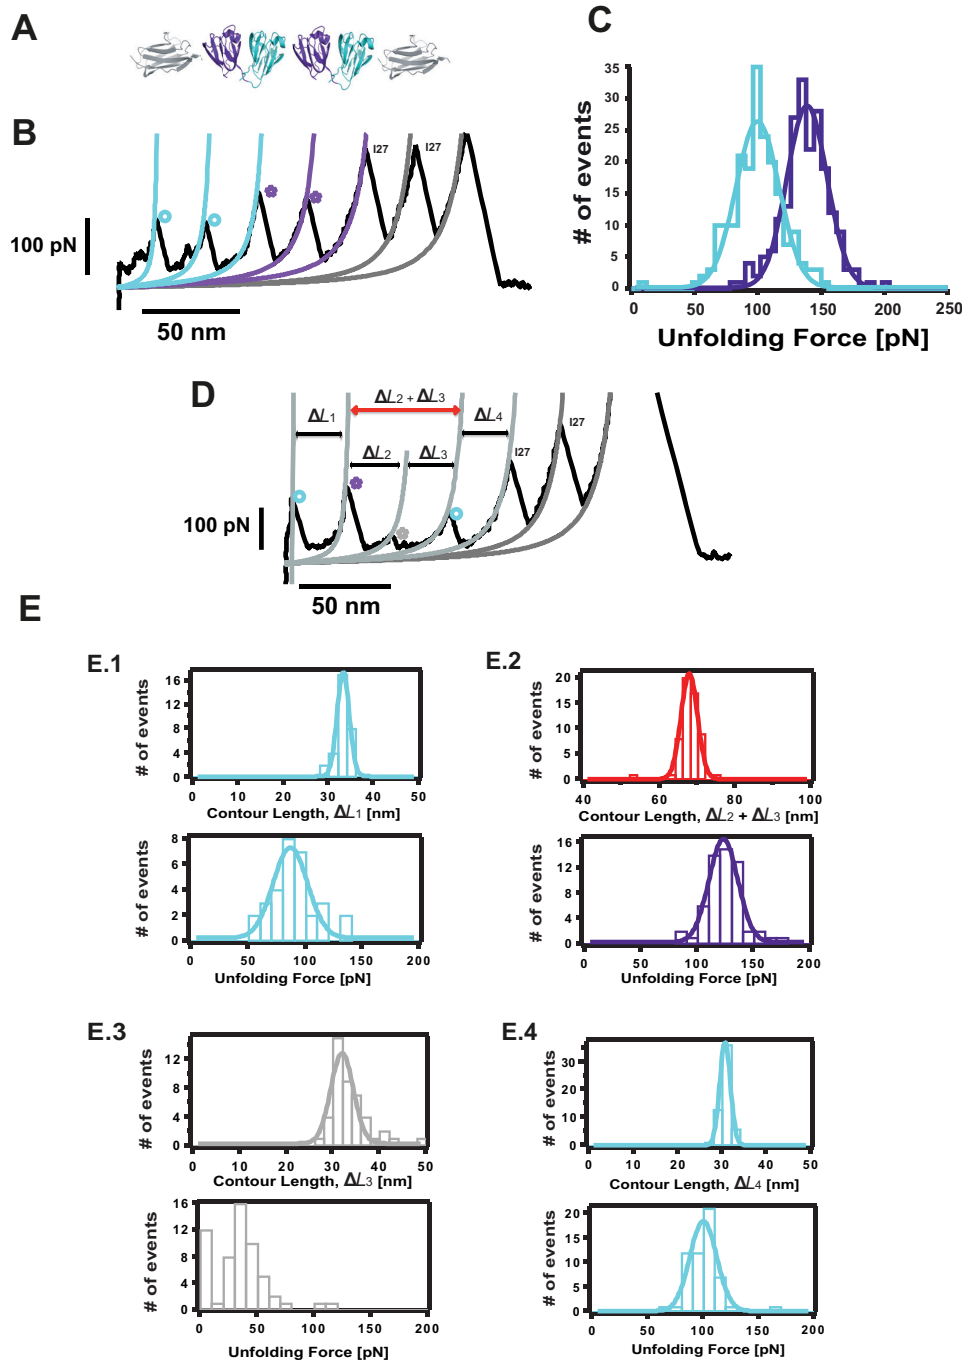 A
B
I27
I27
100 pN
50 nm
C
# of events
35
30
25
20
15
10
5
0
0 50 100 150 200 250
Unfolding Force [pN]
D
ΔL2 + ΔL3
ΔL1
ΔL4
ΔL2
ΔL3
I27
I27
100 pN
50 nm
E
E.1
# of events
16
12
8
4
0
0 10 20 30 40 50
Contour Length, ΔL1 [nm]
# of events
8
6
4
2
0
0 50 100 150 200
Unfolding Force [pN]
E.2
# of events
20
15
10
5
0
40 60 80 100
Contour Length, ΔL2 + ΔL3 [nm]
# of events
16
12
8
4
0
0 50 100 150 200
Unfolding Force [pN]
E.3
# of events
12
8
4
0
0 10 20 30 40 50
Contour Length, ΔL3 [nm]
# of events
16
12
8
4
0
0 50 100 150 200
Unfolding Force [pN]
E.4
# of events
30
20
10
0
0 10 20 30 40 50
Contour Length, ΔL4 [nm]
# of events
20
15
10
5
0
0 50 100 150 200
Unfolding Force [pN]